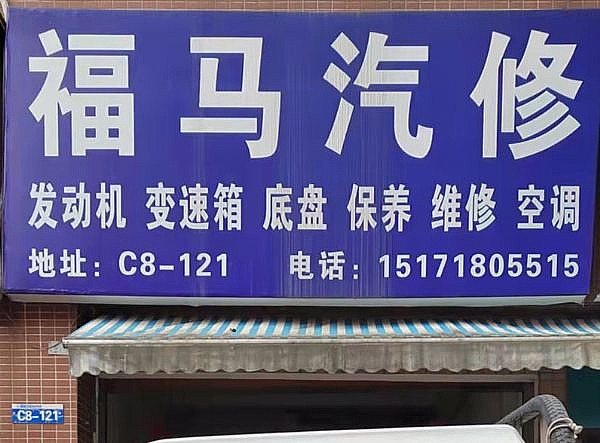 福马汽修
发动机 变速箱 底盘 保养 维修 空调
地址：C8-121 电话：15171805515
C8-121